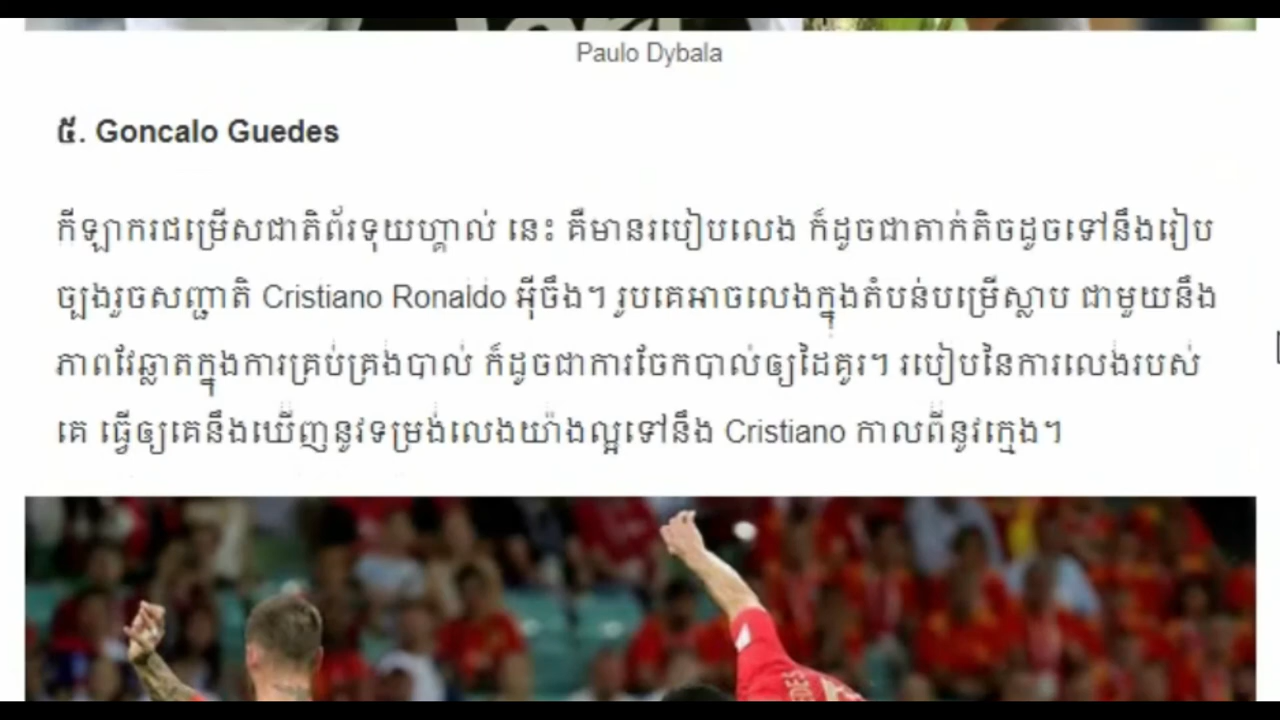 Paulo Dybala
៥. Goncalo Guedes
កីឡាករជម្រើសជាតិព័រទុយហ្គាល់ នេះ គឺមានរបៀបលេង ក៏ដូចជាតាក់តិចដូចទៅនឹងរៀប
ច្បងរួចសញ្ជាតិ Cristiano Ronaldo អ៊ីចឹង។ រូបគេអាចលេងក្នុងតំបន់បម្រើស្លាប ជាមួយនឹង
ភាពវៃឆ្លាតក្នុងការគ្រប់គ្រងបាល់ ក៏ដូចជាការចែកបាល់ឲ្យដៃគូរ។ របៀបនៃការលេងរបស់
គេ ធ្វើឲ្យគេនឹងឃើញនូវទម្រង់លេងយ៉ាងល្អទៅនឹង Cristiano កាលពីនូវក្មេង។